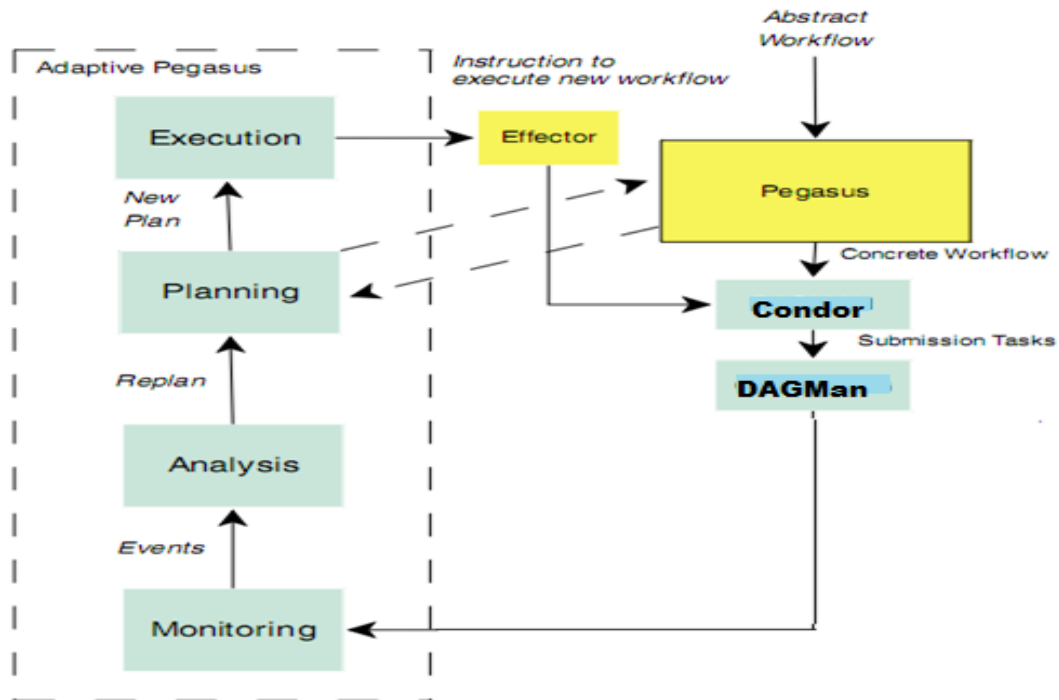 Abstract
Workflow
Adaptive Pegasus
Instruction to
execute new workflow
Execution
Effector
Pegasus
New
Plan
Concrete Workflow
Planning
Condor
Submission Tasks
Replan
DAGMan
Analysis
Events
Monitoring